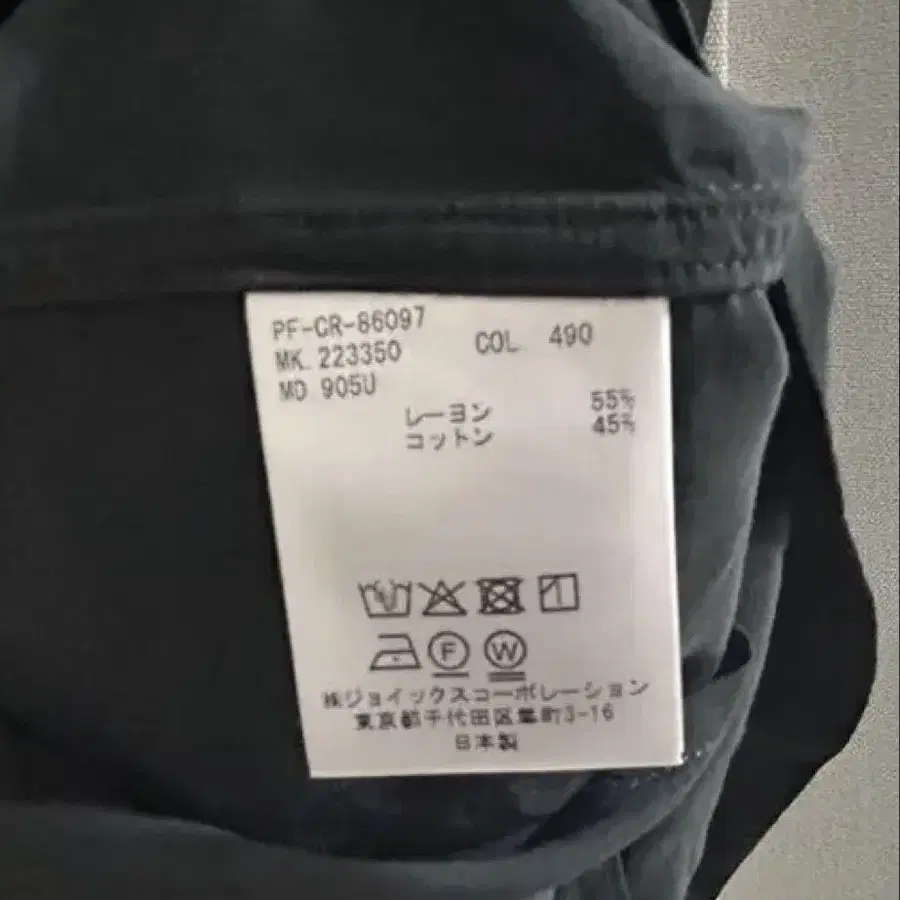 PF-CR-86097
MK. 223350 COL 490
MD 905U
レーヨン 55%
コットン 45%
F W
㈱ジョイックスコーポレーション
東京都千代田区麹町3-16
日本製